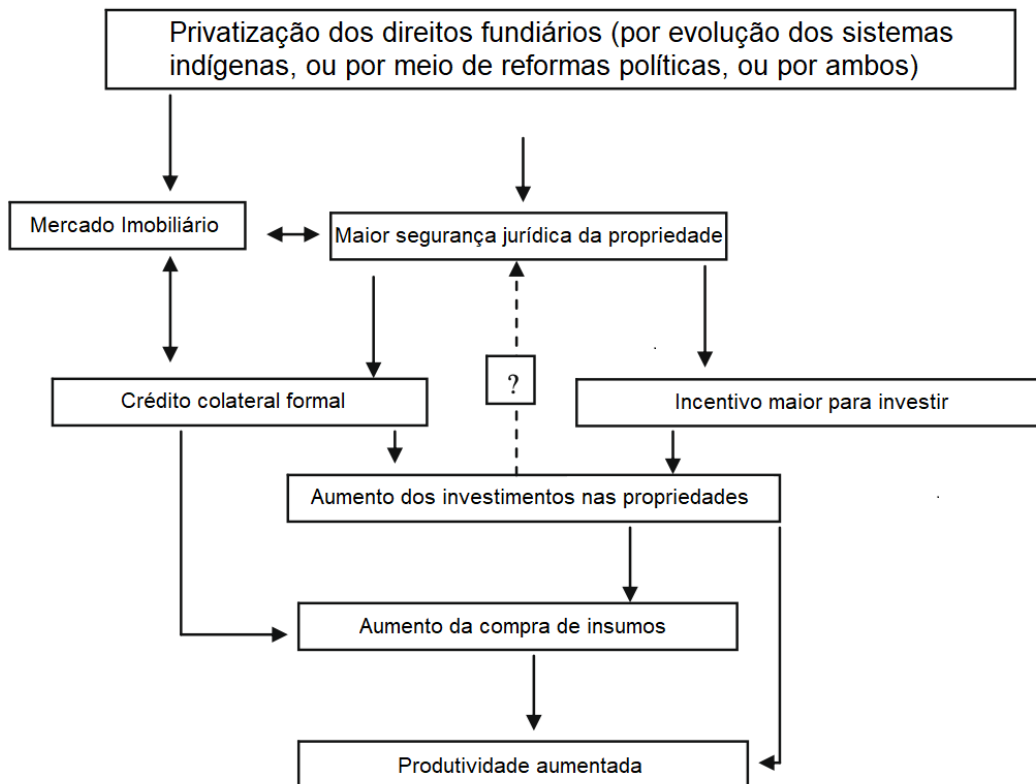 Privatização dos direitos fundiários (por evolução dos sistemas
indígenas, ou por meio de reformas políticas, ou por ambos)
Mercado Imobiliário
Maior segurança jurídica da propriedade
?
Crédito colateral formal
Incentivo maior para investir
Aumento dos investimentos nas propriedades
Aumento da compra de insumos
Produtividade aumentada